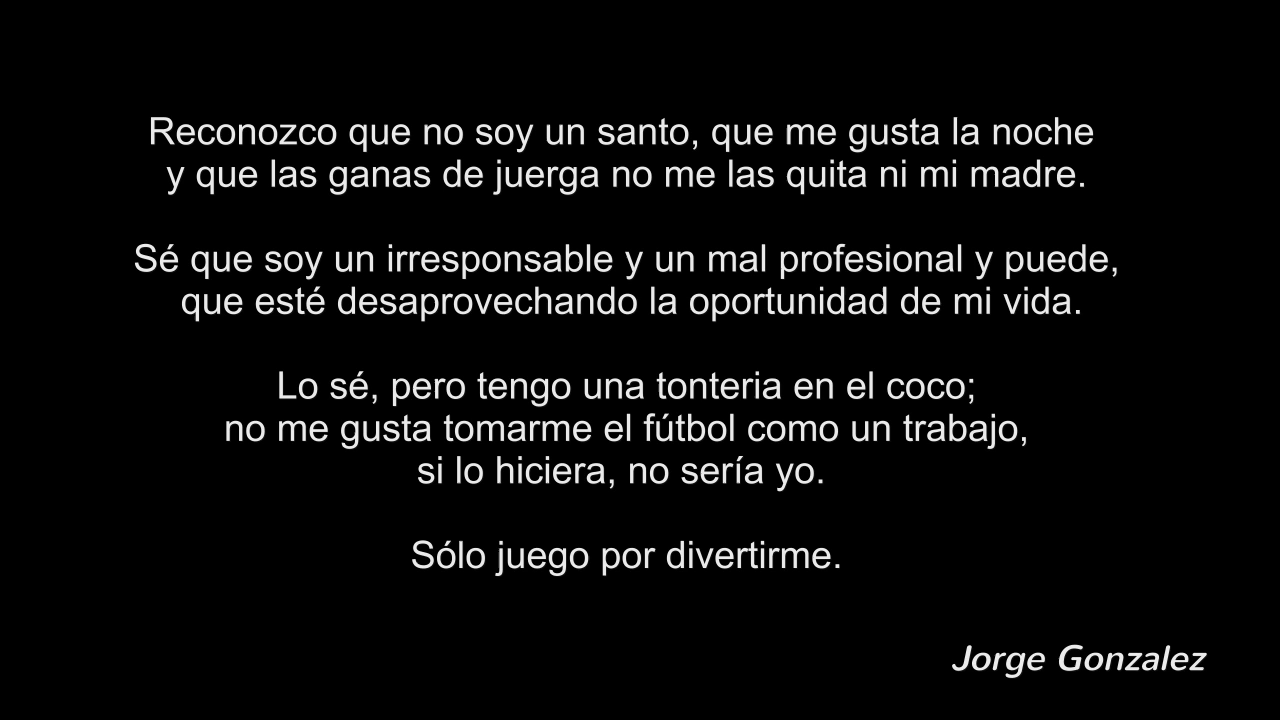 Reconozco que no soy un santo, que me gusta la noche
y que las ganas de juerga no me las quita ni mi madre.
Sé que soy un irresponsable y un mal profesional y puede,
que esté desaprovechando la oportunidad de mi vida.
Lo sé, pero tengo una tonteria en el coco;
no me gusta tomarme el fútbol como un trabajo,
si lo hiciera, no sería yo.
Sólo juego por divertirme.
Jorge Gonzalez